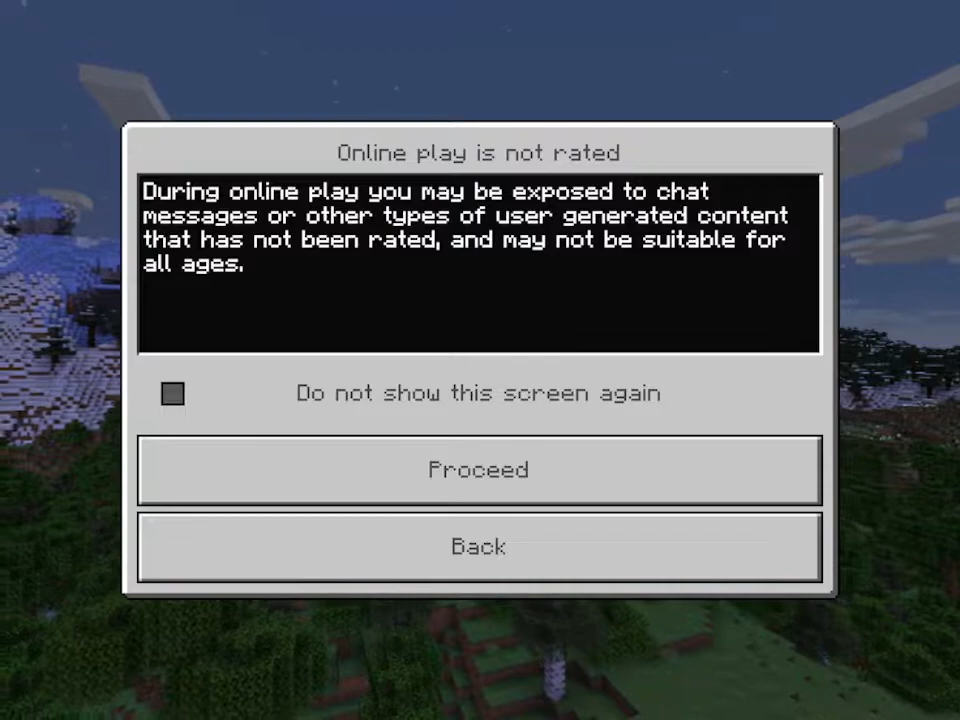 Online play is not rated
During online play you may be exposed to chat
messages or other types of user generated content
that has not been rated, and may not be suitable for
all ages.
Do not show this screen again
Proceed
Back